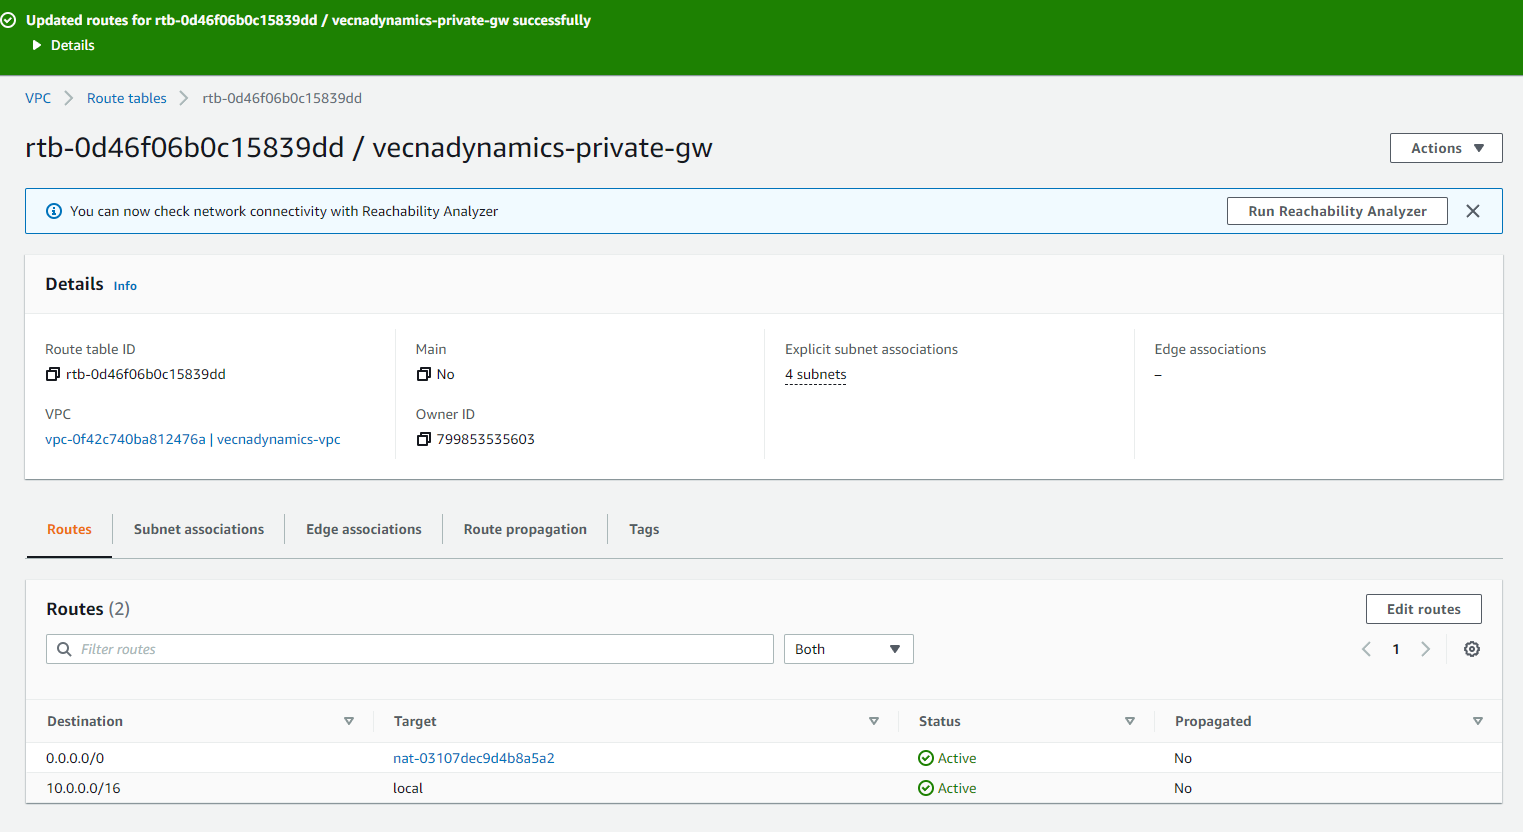 Updated routes for rtb-0d46f06b0c15839dd / vecnadynamics-private-gw successfully
Details
VPC Route tables rtb-0d46f06b0c15839dd
rtb-0d46f06b0c15839dd / vecnadynamics-private-gw Actions
You can now check network connectivity with Reachability Analyzer Run Reachability Analyzer
Details Info
Route table ID Main Explicit subnet associations Edge associations
rtb-0d46f06b0c15839dd No 4 subnets –
VPC Owner ID
vpc-0f42c740ba812476a | vecnadynamics-vpc 799853535603
Routes Subnet associations Edge associations Route propagation Tags
Routes (2) Edit routes
Filter routes Both 1
Destination Target Status Propagated
0.0.0.0/0 nat-03107dec9d4b8a5a2 Active No
10.0.0.0/16 local Active No